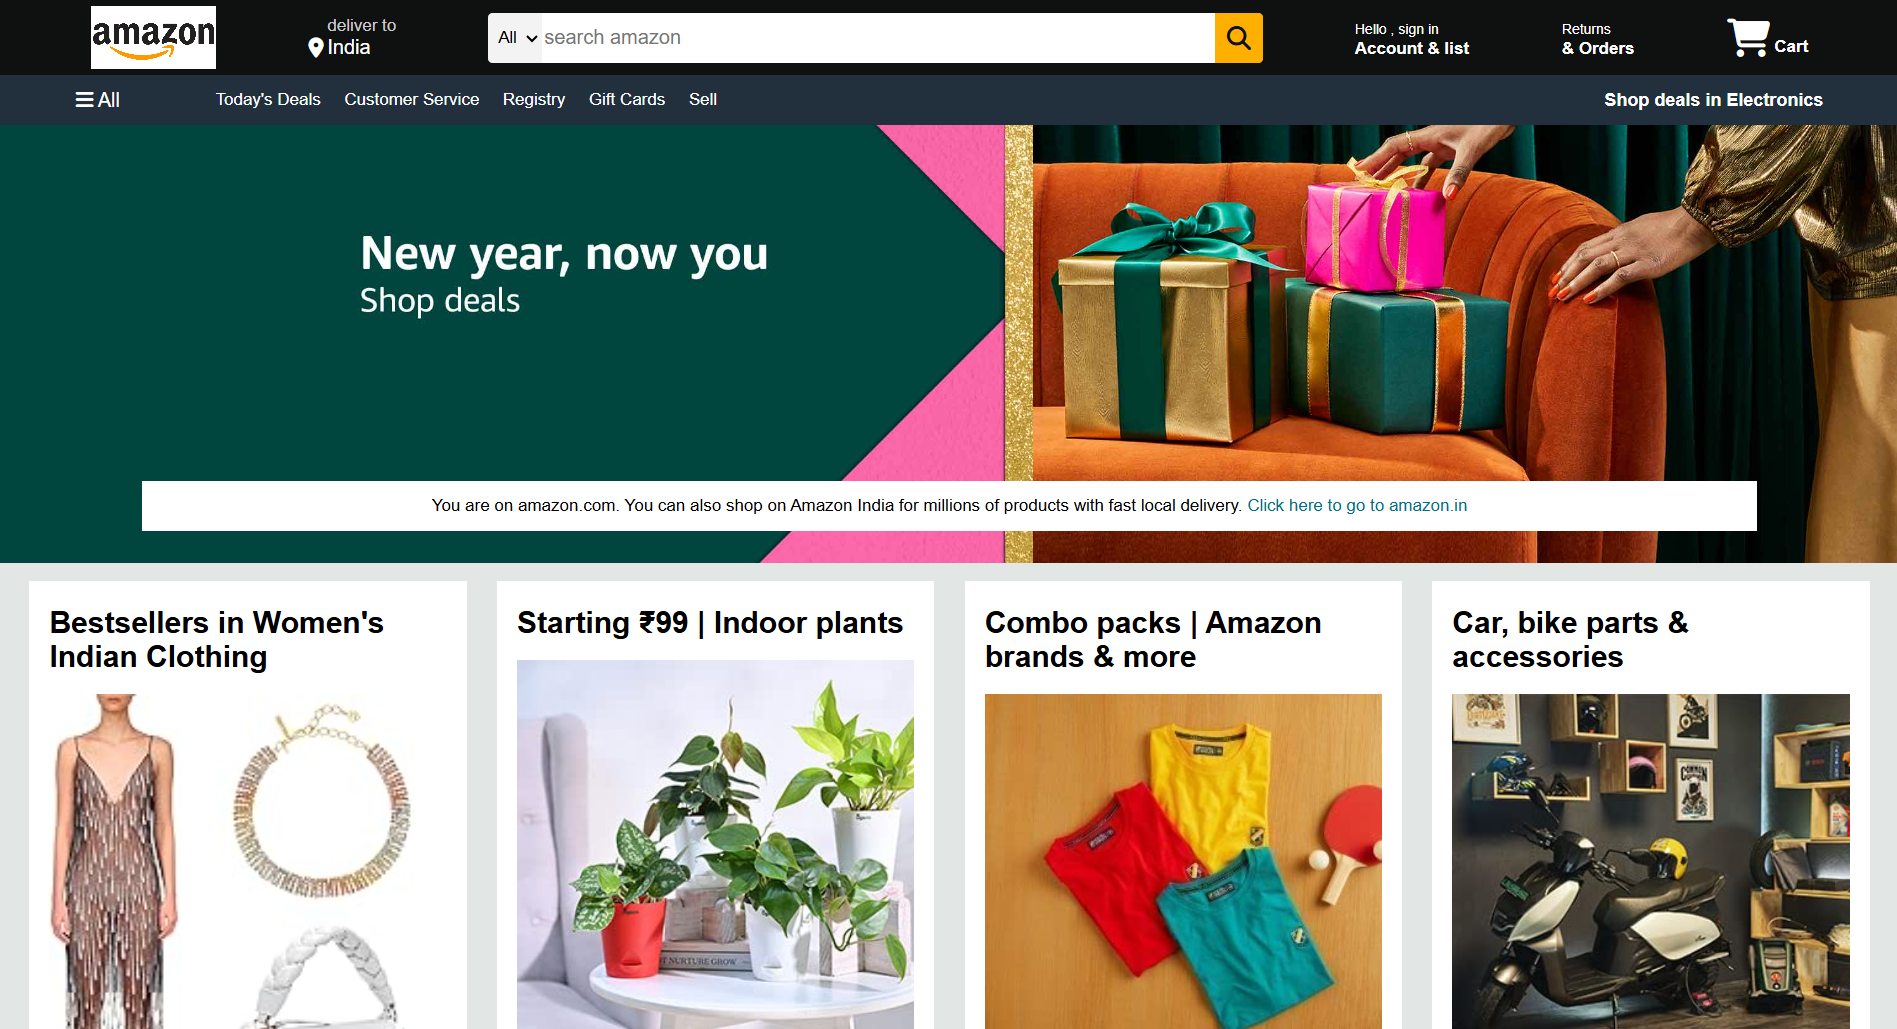 amazon
deliver to
India
All
search amazon
Hello , sign in
Account & list
Returns
& Orders
Cart
All
Today's Deals
Customer Service
Registry
Gift Cards
Sell
Shop deals in Electronics
New year, now you
Shop deals
You are on amazon.com. You can also shop on Amazon India for millions of products with fast local delivery. Click here to go to amazon.in
Bestsellers in Women's
Indian Clothing
Starting ₹99 | Indoor plants
Combo packs | Amazon
brands & more
Car, bike parts &
accessories
NURTURE GROW
COMMON